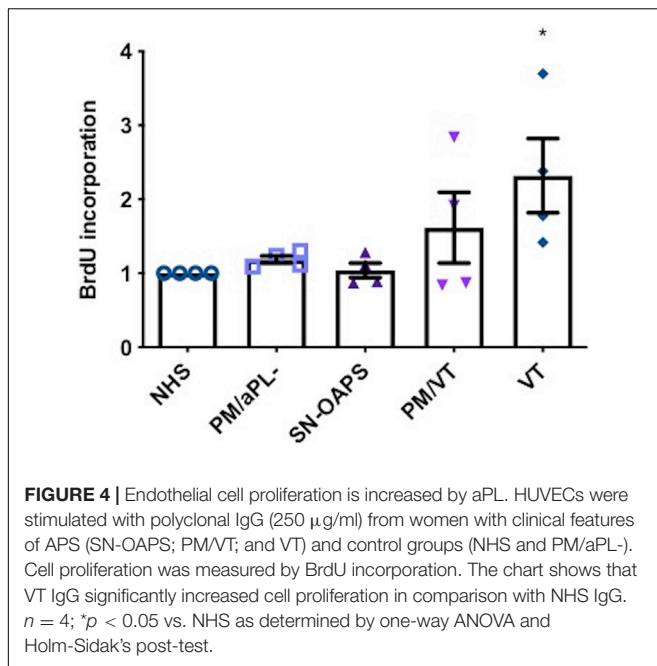 *
4
3
2
1
0
BrdU incorporation
NHS
PM/aPL-
SN-OAPS
PM/VT
VT
FIGURE 4 | Endothelial cell proliferation is increased by aPL. HUVECs were
stimulated with polyclonal IgG (250 μg/ml) from women with clinical features
of APS (SN-OAPS; PM/VT; and VT) and control groups (NHS and PM/aPL-).
Cell proliferation was measured by BrdU incorporation. The chart shows that
VT IgG significantly increased cell proliferation in comparison with NHS IgG.
n = 4; *p < 0.05 vs. NHS as determined by one-way ANOVA and
Holm-Sidak's post-test.